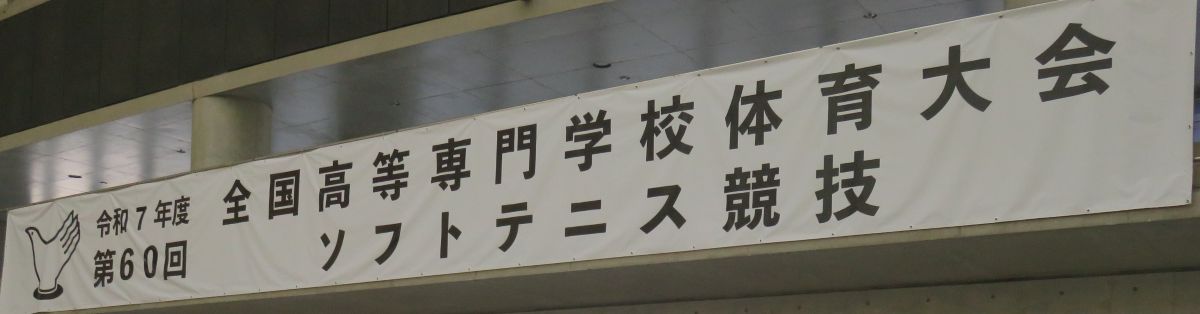 令和7年度
第60回
全国高等専門学校体育大会
ソフトテニス競技